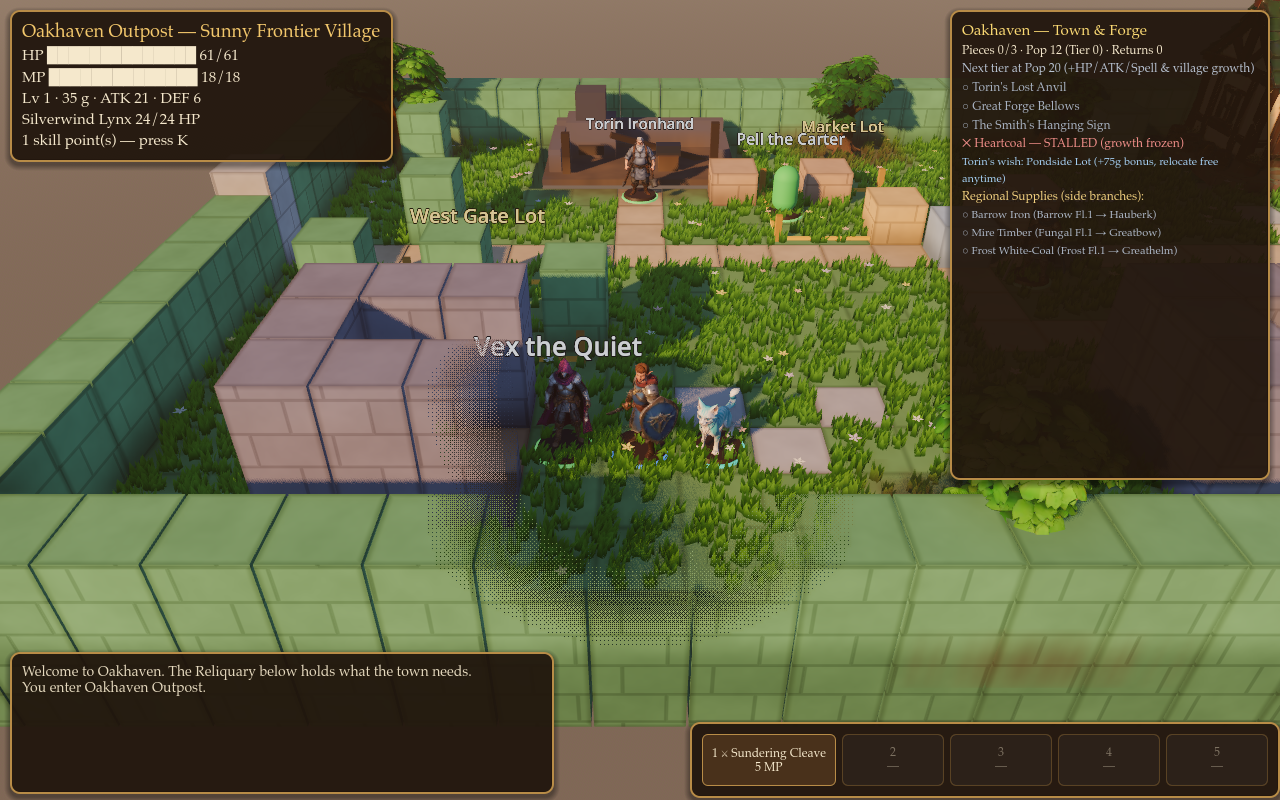 Oakhaven Outpost — Sunny Frontier Village
HP 61/61
MP 18/18
Lv 1 · 35 g · ATK 21 · DEF 6
Silverwind Lynx 24/24 HP
1 skill point(s) — press K
Oakhaven — Town & Forge
Pieces 0/3 · Pop 12 (Tier 0) · Returns 0
Next tier at Pop 20 (+HP/ATK/Spell & village growth)
○ Torin's Lost Anvil
○ Great Forge Bellows
○ The Smith's Hanging Sign
✕ Heartcoal — STALLED (growth frozen)
Torin's wish: Pondside Lot (+75g bonus, relocate free
anytime)
Regional Supplies (side branches):
○ Barrow Iron (Barrow Fl.1 → Hauberk)
○ Mire Timber (Fungal Fl.1 → Greatbow)
○ Frost White-Coal (Frost Fl.1 → Greathelm)
Torin Ironhand
Market Lot
Pell the Carter
West Gate Lot
Vex the Quiet
Welcome to Oakhaven. The Reliquary below holds what the town needs.
You enter Oakhaven Outpost.
1 ⚔ Sundering Cleave
5 MP
2
—
3
—
4
—
5
—